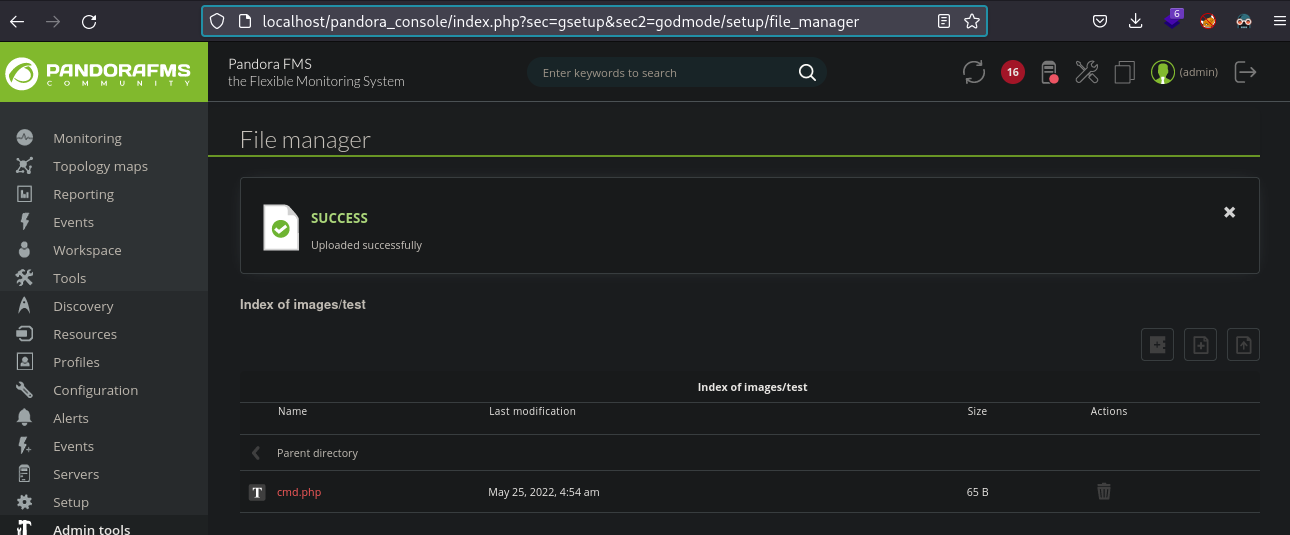 localhost/pandora_console/index.php?sec=gsetup&sec2=godmode/setup/file_manager
6
PANDORAFMS
COMMUNITY
Pandora FMS
the Flexible Monitoring System
Enter keywords to search
16
(admin)
Monitoring
Topology maps
Reporting
Events
Workspace
Tools
Discovery
Resources
Profiles
Configuration
Alerts
Events
Servers
Setup
Admin tools
File manager
SUCCESS
Uploaded successfully
Index of images/test
Index of images/test
Name Last modification Size Actions
Parent directory
T cmd.php May 25, 2022, 4:54 am 65 B